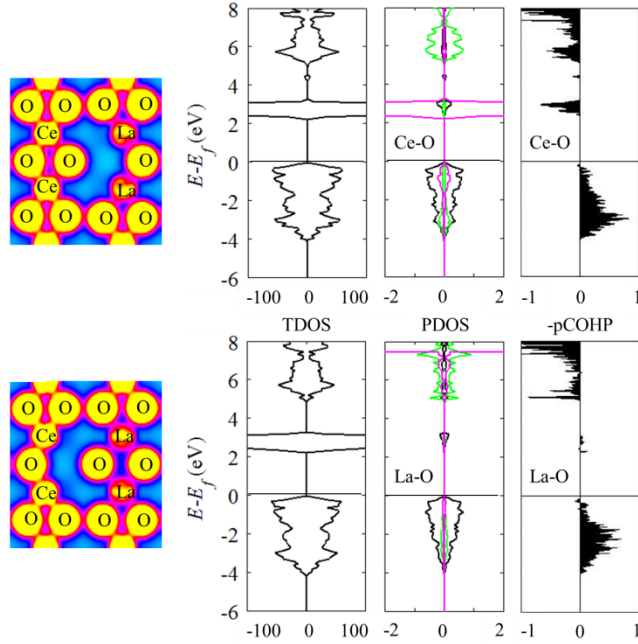 8
6
4
2
0
-2
-4
-6
E-E_f (eV)
O O O O
Ce La
O O
Ce La
O O O O
Ce-O
Ce-O
-100 0 100
-2 0 2
-1 0 1
TDOS
PDOS
-pCOHP
8
6
4
2
0
-2
-4
-6
E-E_f (eV)
O O O O
Ce La
O O
Ce La
O O O O
La-O
La-O
-100 0 100
-2 0 2
-1 0 1